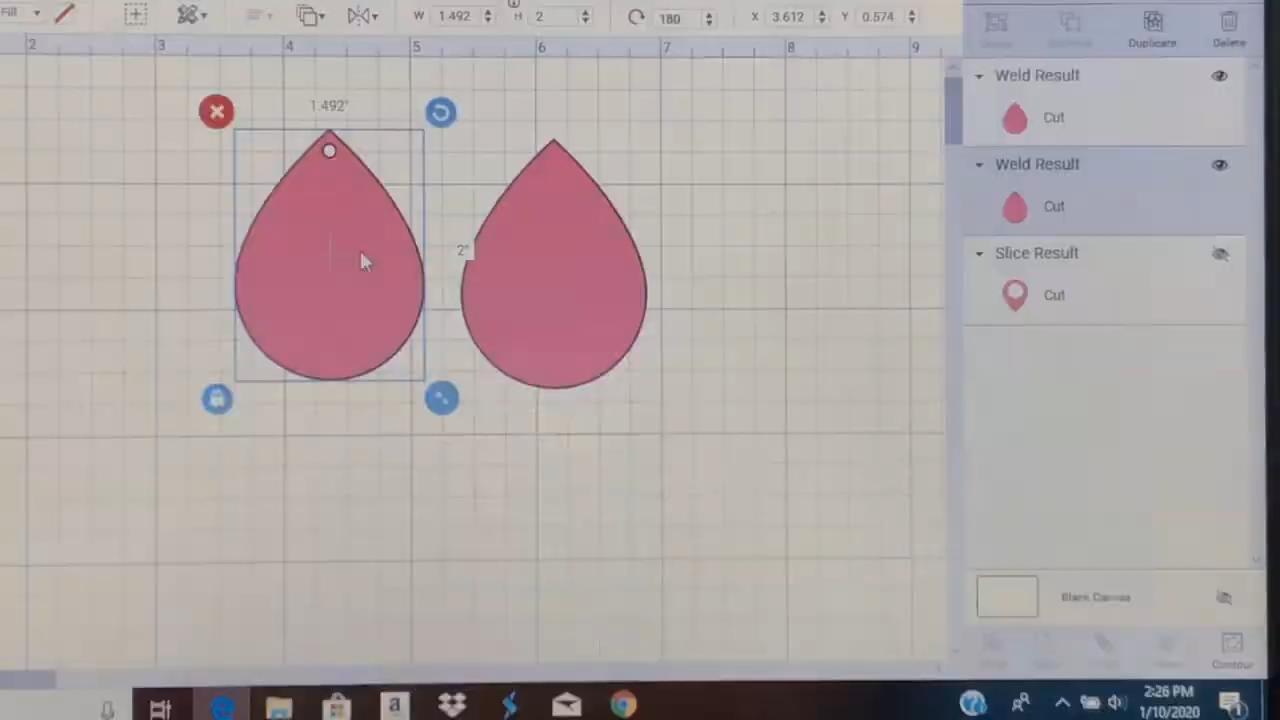 Fill W 1.492 H 2 180 X 3.612 Y 0.574
2 3 4 5 6 7 8 9
Duplicate Delete
Weld Result
Cut
Weld Result
Cut
Slice Result
Cut
1.492"
2"
Blank Canvas
Contour
a
2:26 PM
1/10/2020